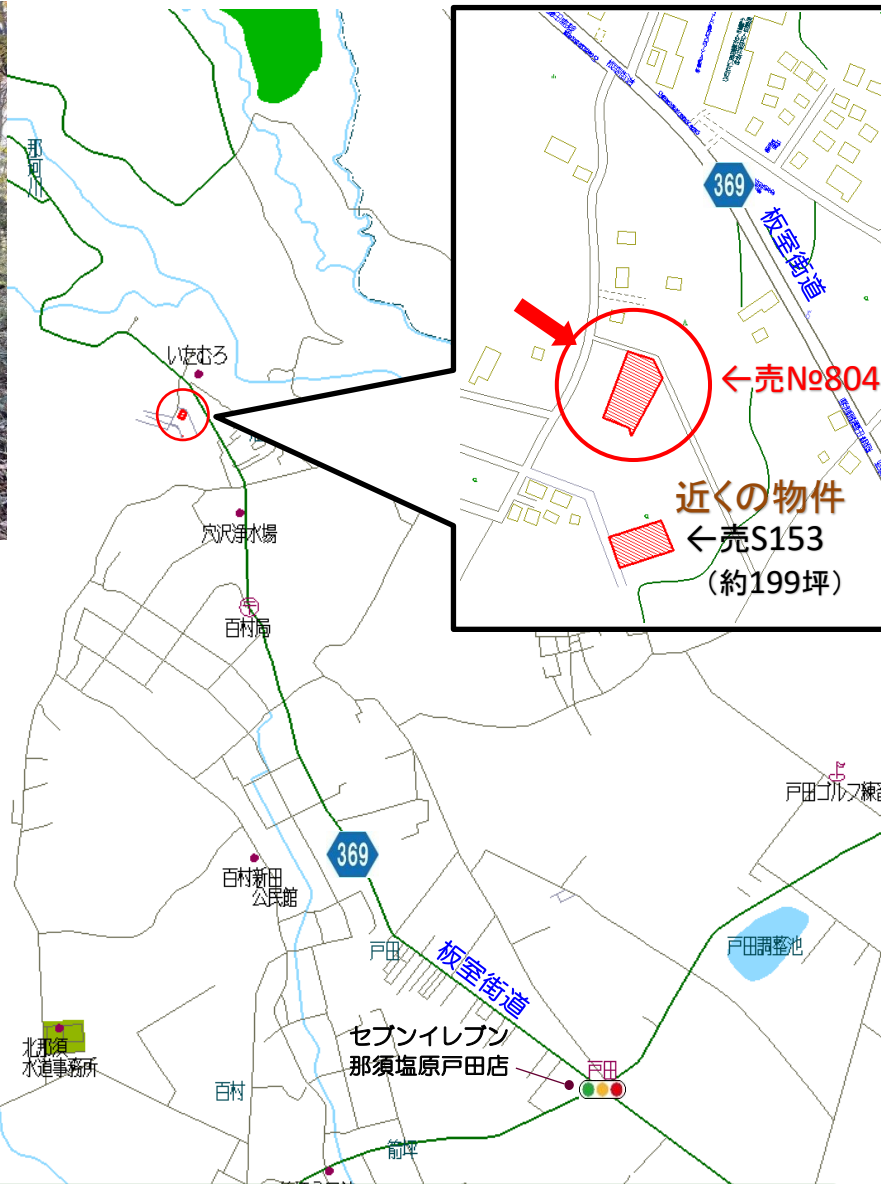 那珂川
いたむろ
穴沢浄水場
百村局
369
板室街道
←売№804
近くの物件
←売S153
（約199坪）
戸田ゴルフ練
369
百村新田
公民館
戸田
板室街道
戸田調整池
セブンイレブン
那須塩原戸田店
戸田
北那須
水道事務所
百村
箭坪